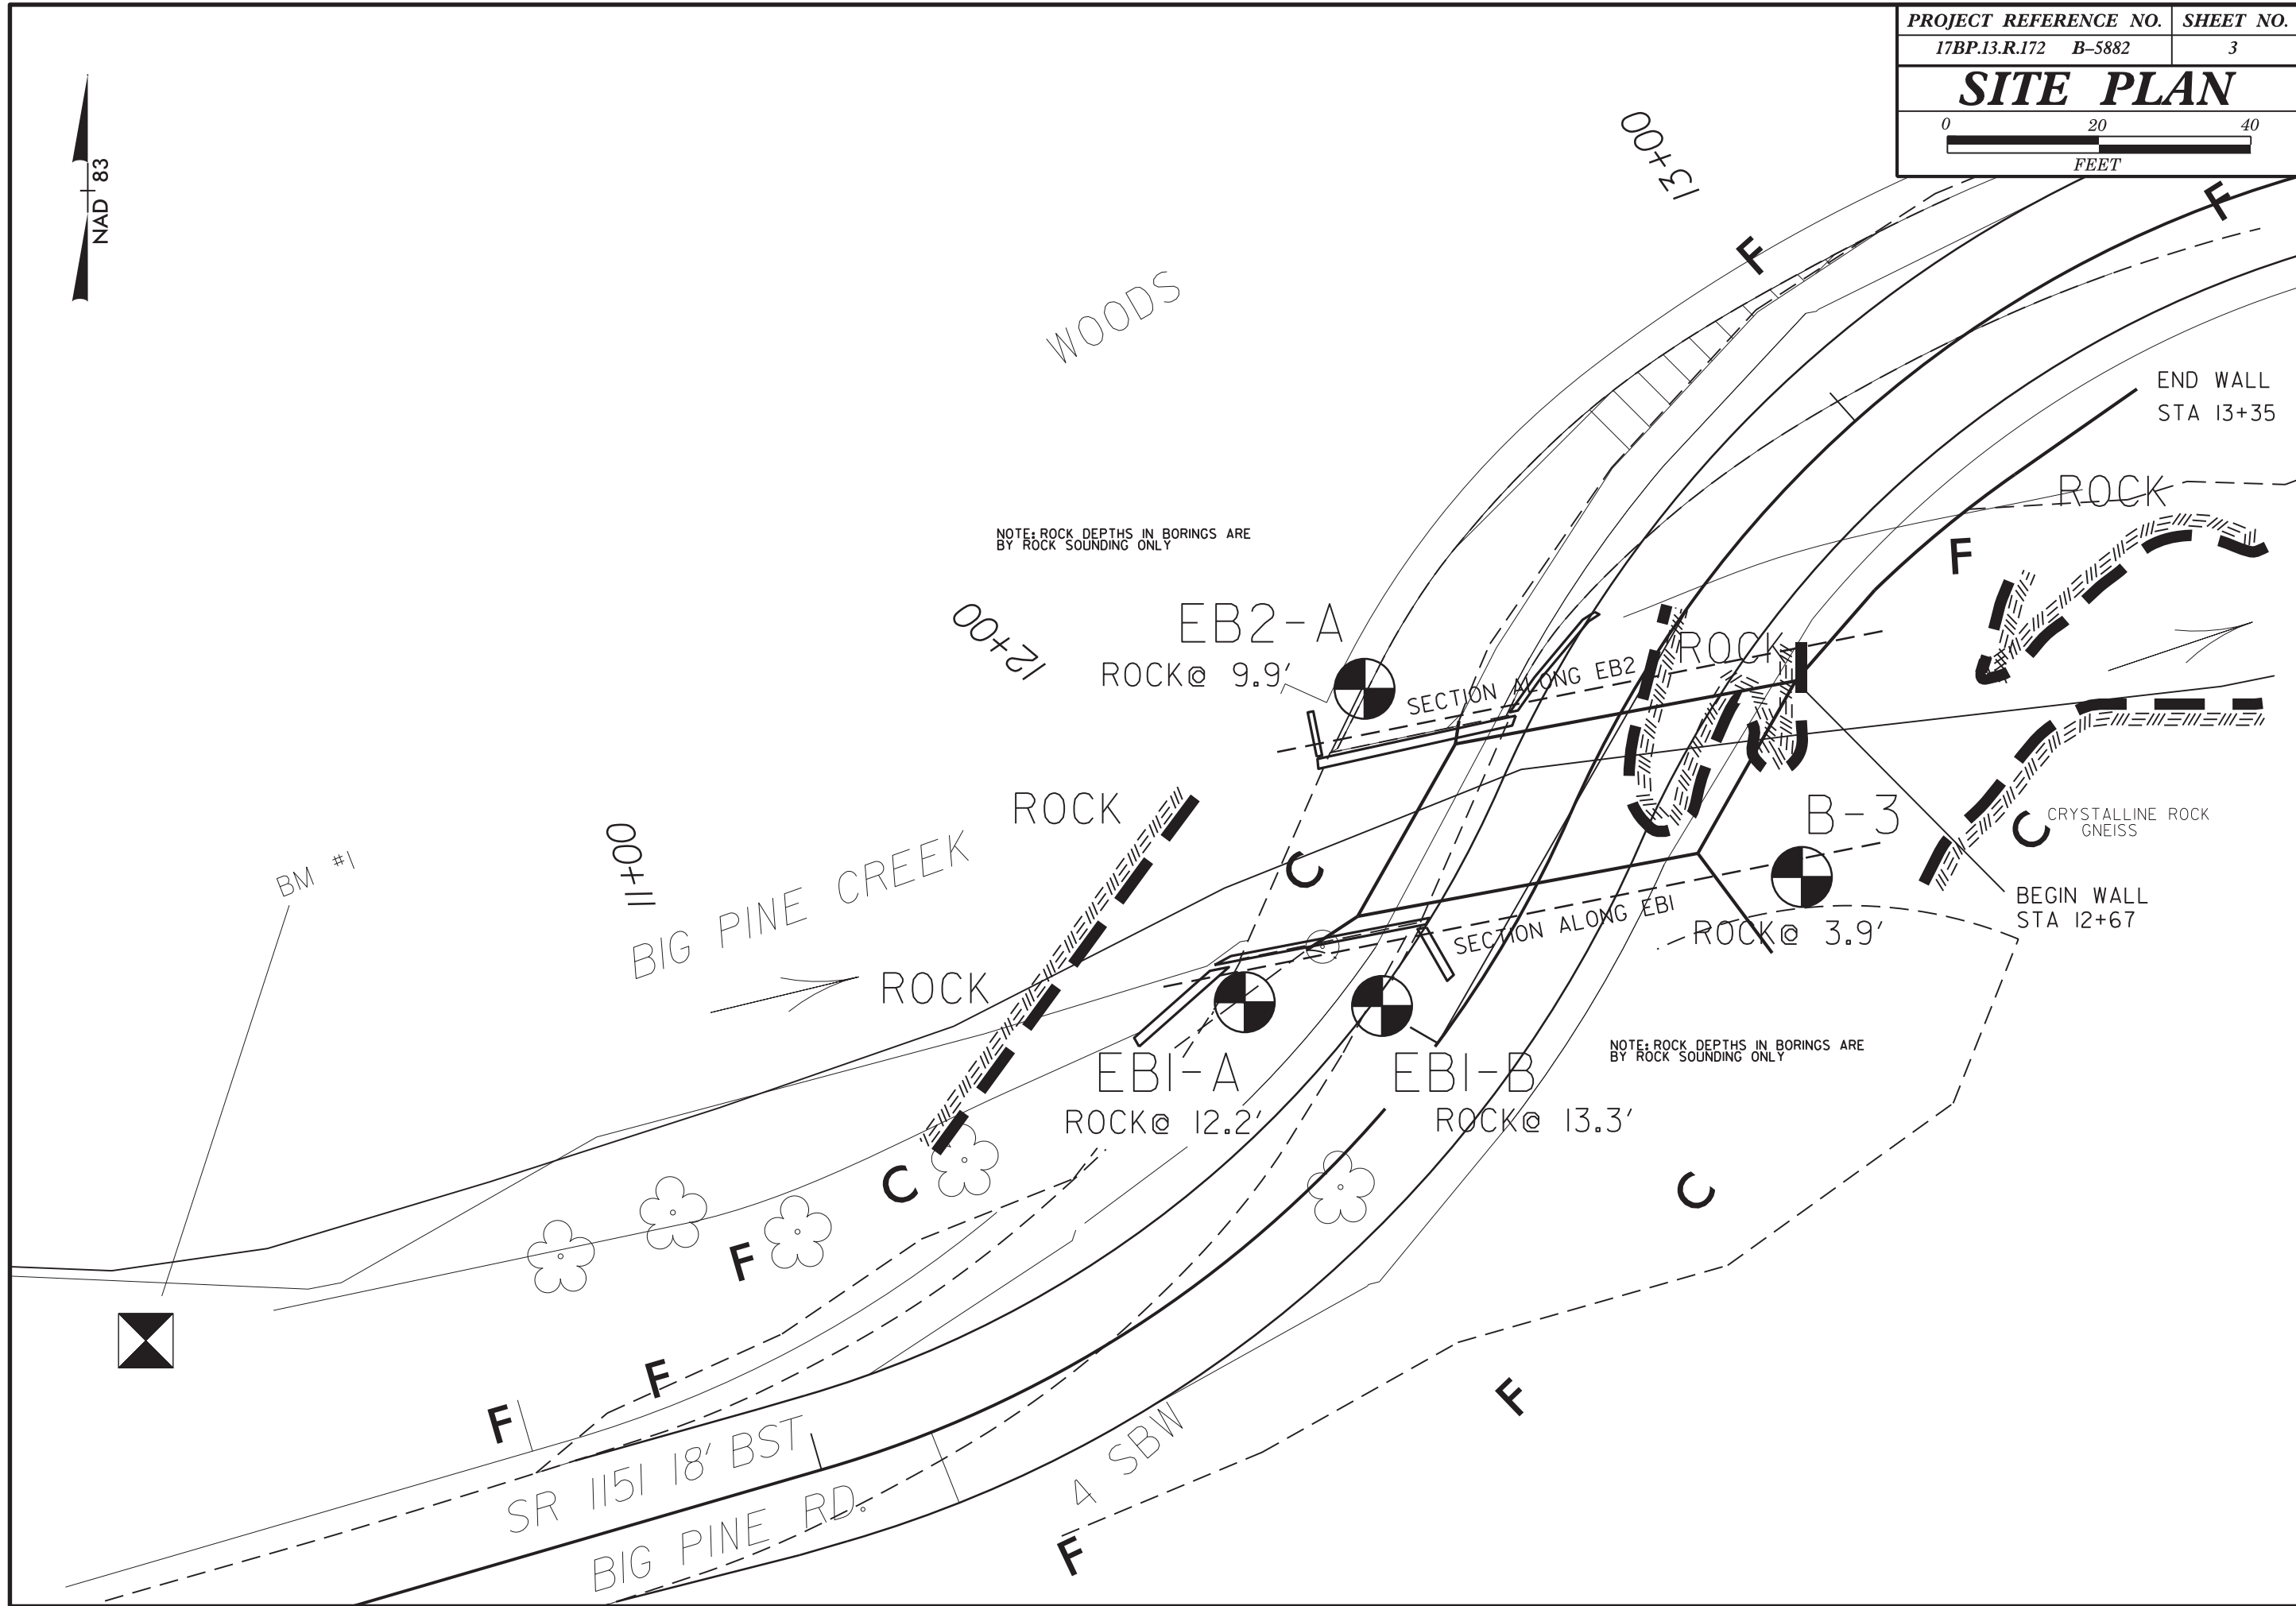 PROJECT REFERENCE NO. SHEET NO.
17BP.13.R.172 B–5882 3
SITE PLAN
0 20 40
FEET
NAD 83
13+00
F
F
WOODS
END WALL
STA 13+35
ROCK
NOTE: ROCK DEPTHS IN BORINGS ARE
BY ROCK SOUNDING ONLY
F
12+00
EB2-A
ROCK@ 9.9'
SECTION ALONG EB2
ROCK
ROCK
B-3
C
CRYSTALLINE ROCK
GNEISS
11+00
BM #1
BIG PINE CREEK
C
BEGIN WALL
STA 12+67
SECTION ALONG EB1
ROCK@ 3.9'
ROCK
NOTE: ROCK DEPTHS IN BORINGS ARE
BY ROCK SOUNDING ONLY
EB1-A
ROCK@ 12.2'
EB1-B
ROCK@ 13.3'
C
C
F
F
F
F
SR 1151 18' BST
4 SBW
BIG PINE RD.
F